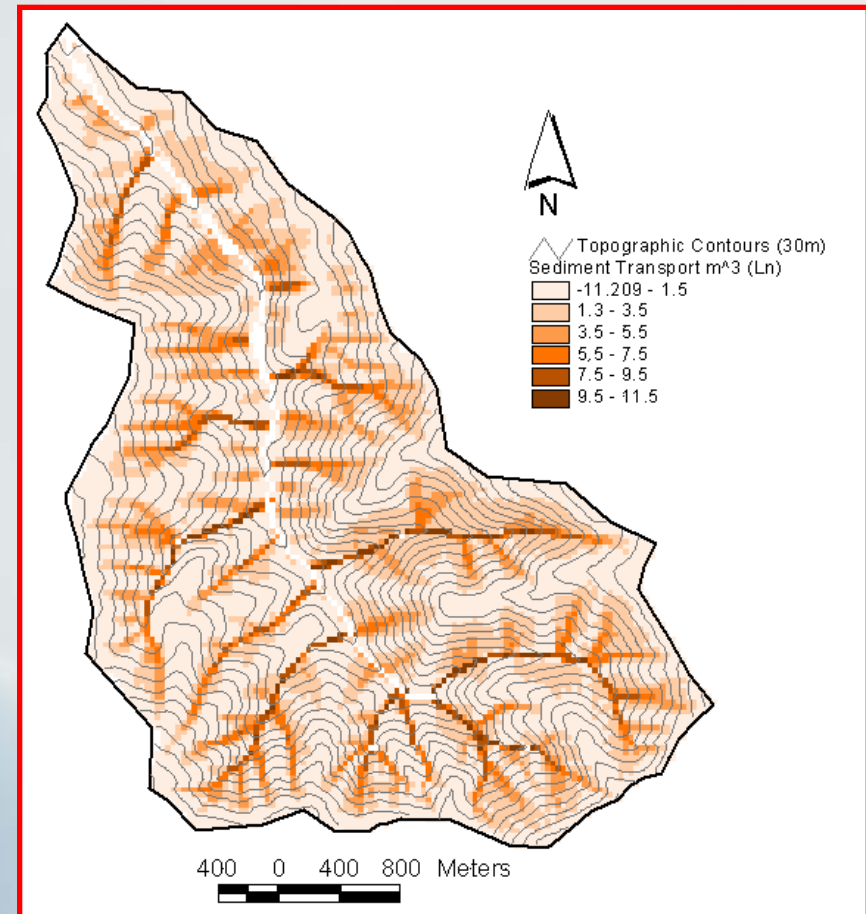 N
Topographic Contours (30m)
Sediment Transport m^3 (Ln)
-11.209 - 1.5
1.3 - 3.5
3.5 - 5.5
5.5 - 7.5
7.5 - 9.5
9.5 - 11.5
400 0 400 800 Meters